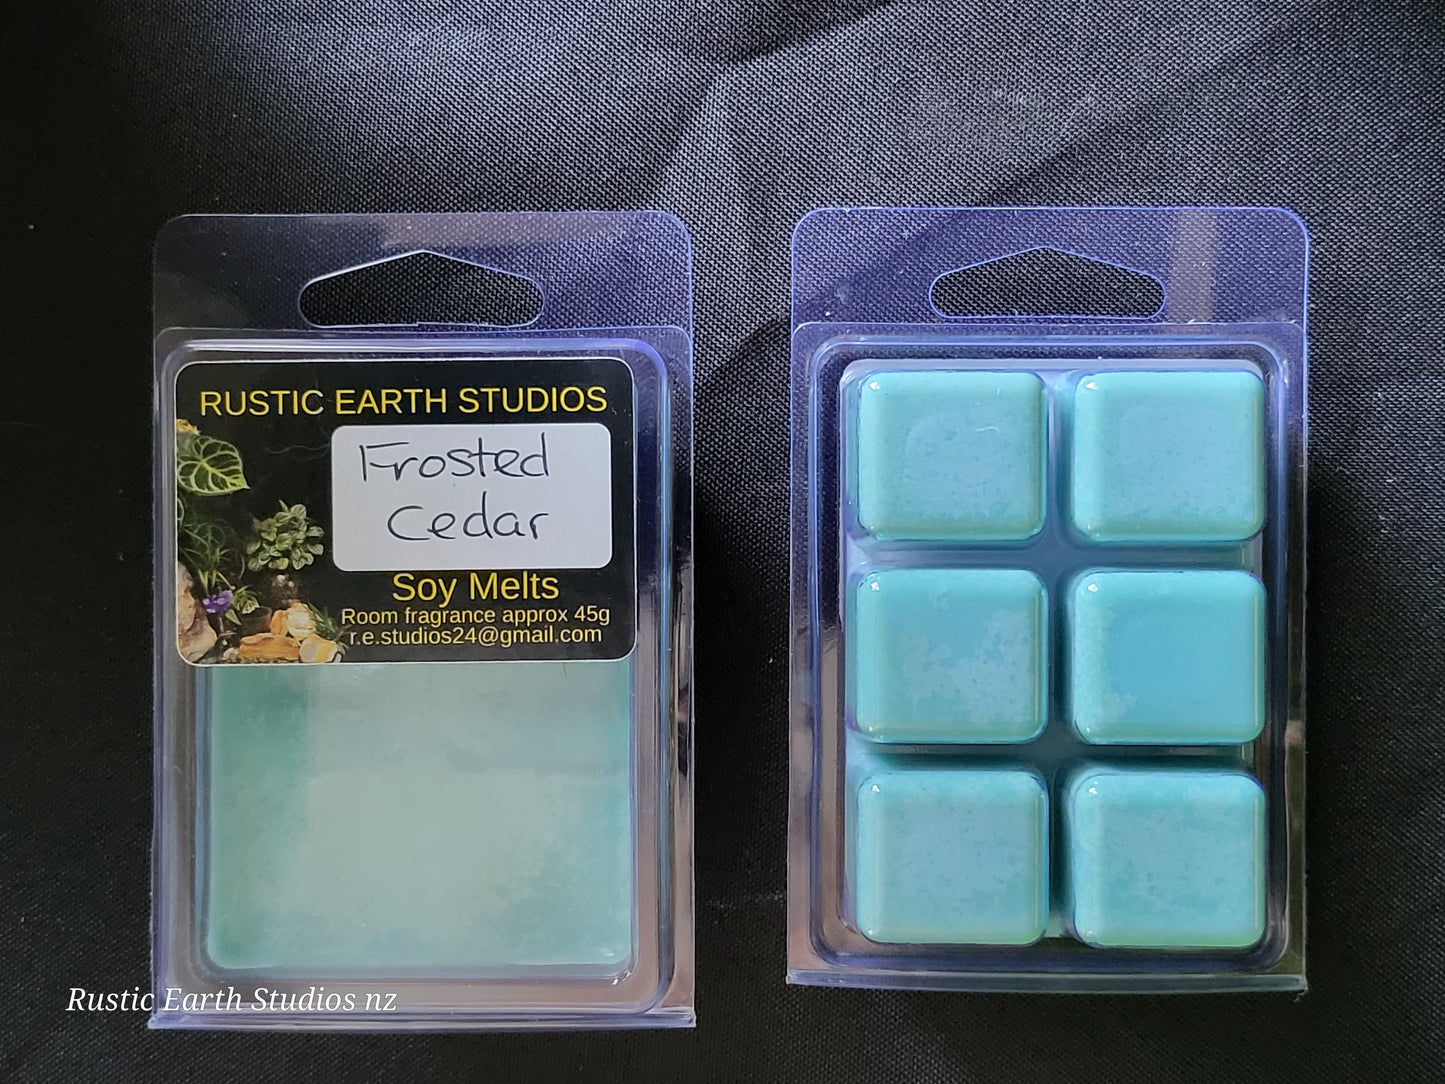 RUSTIC EARTH STUDIOS
Frosted
Cedar
Soy Melts
Room fragrance approx 45g
r.e.studios24@gmail.com
Rustic Earth Studios nz